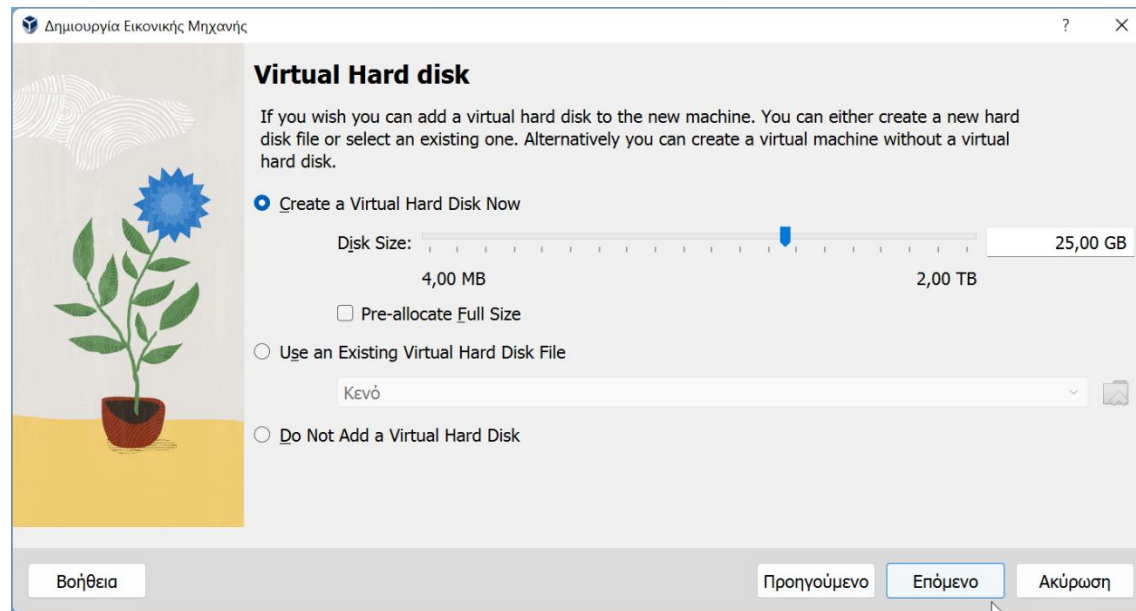 Δημιουργία Εικονικής Μηχανής
Virtual Hard disk
If you wish you can add a virtual hard disk to the new machine. You can either create a new hard
disk file or select an existing one. Alternatively you can create a virtual machine without a virtual
hard disk.
Create a Virtual Hard Disk Now
Disk Size: 25,00 GB
4,00 MB 2,00 TB
Pre-allocate Full Size
Use an Existing Virtual Hard Disk File
Κενό
Do Not Add a Virtual Hard Disk
Βοήθεια Προηγούμενο Επόμενο Ακύρωση